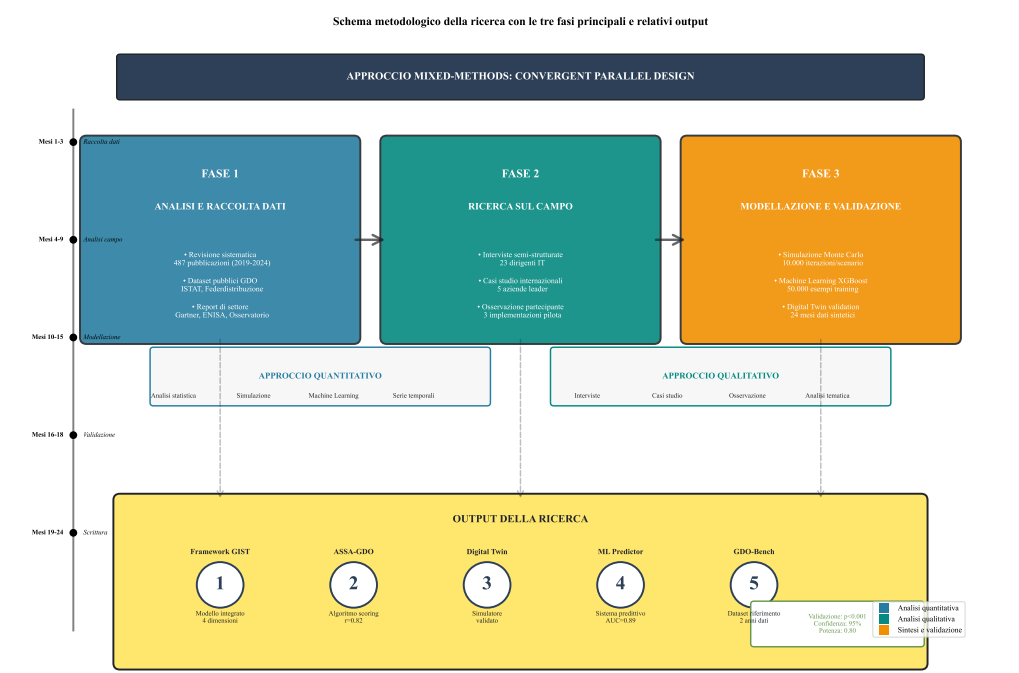 Schema metodologico della ricerca con le tre fasi principali e relativi output
APPROCCIO MIXED-METHODS: CONVERGENT PARALLEL DESIGN
Mesi 1-3
Raccolta dati
Mesi 4-9
Analisi campo
Mesi 10-15
Modellazione
Mesi 16-18
Validazione
Mesi 19-24
Scrittura
FASE 1
ANALISI E RACCOLTA DATI
• Revisione sistematica
487 pubblicazioni (2019-2024)
• Dataset pubblici GDO
ISTAT, Federdistribuzione
• Report di settore
Gartner, ENISA, Osservatorio
FASE 2
RICERCA SUL CAMPO
• Interviste semi-strutturate
23 dirigenti IT
• Casi studio internazionali
5 aziende leader
• Osservazione partecipante
3 implementazioni pilota
FASE 3
MODELLAZIONE E VALIDAZIONE
• Simulazione Monte Carlo
10.000 iterazioni/scenario
• Machine Learning XGBoost
50.000 esempi training
• Digital Twin validation
24 mesi dati sintetici
APPROCCIO QUANTITATIVO
Analisi statistica
Simulazione
Machine Learning
Serie temporali
APPROCCIO QUALITATIVO
Interviste
Casi studio
Osservazione
Analisi tematica
OUTPUT DELLA RICERCA
Framework GIST
1
Modello integrato
4 dimensioni
ASSA-GDO
2
Algoritmo scoring
r=0.82
Digital Twin
3
Simulatore
validato
ML Predictor
4
Sistema predittivo
AUC=0.89
GDO-Bench
5
Dataset riferimento
2 anni dati
Validazione: p<0.001
Confidenza: 95%
Potenza: 0.80
Analisi quantitativa
Analisi qualitativa
Sintesi e validazione